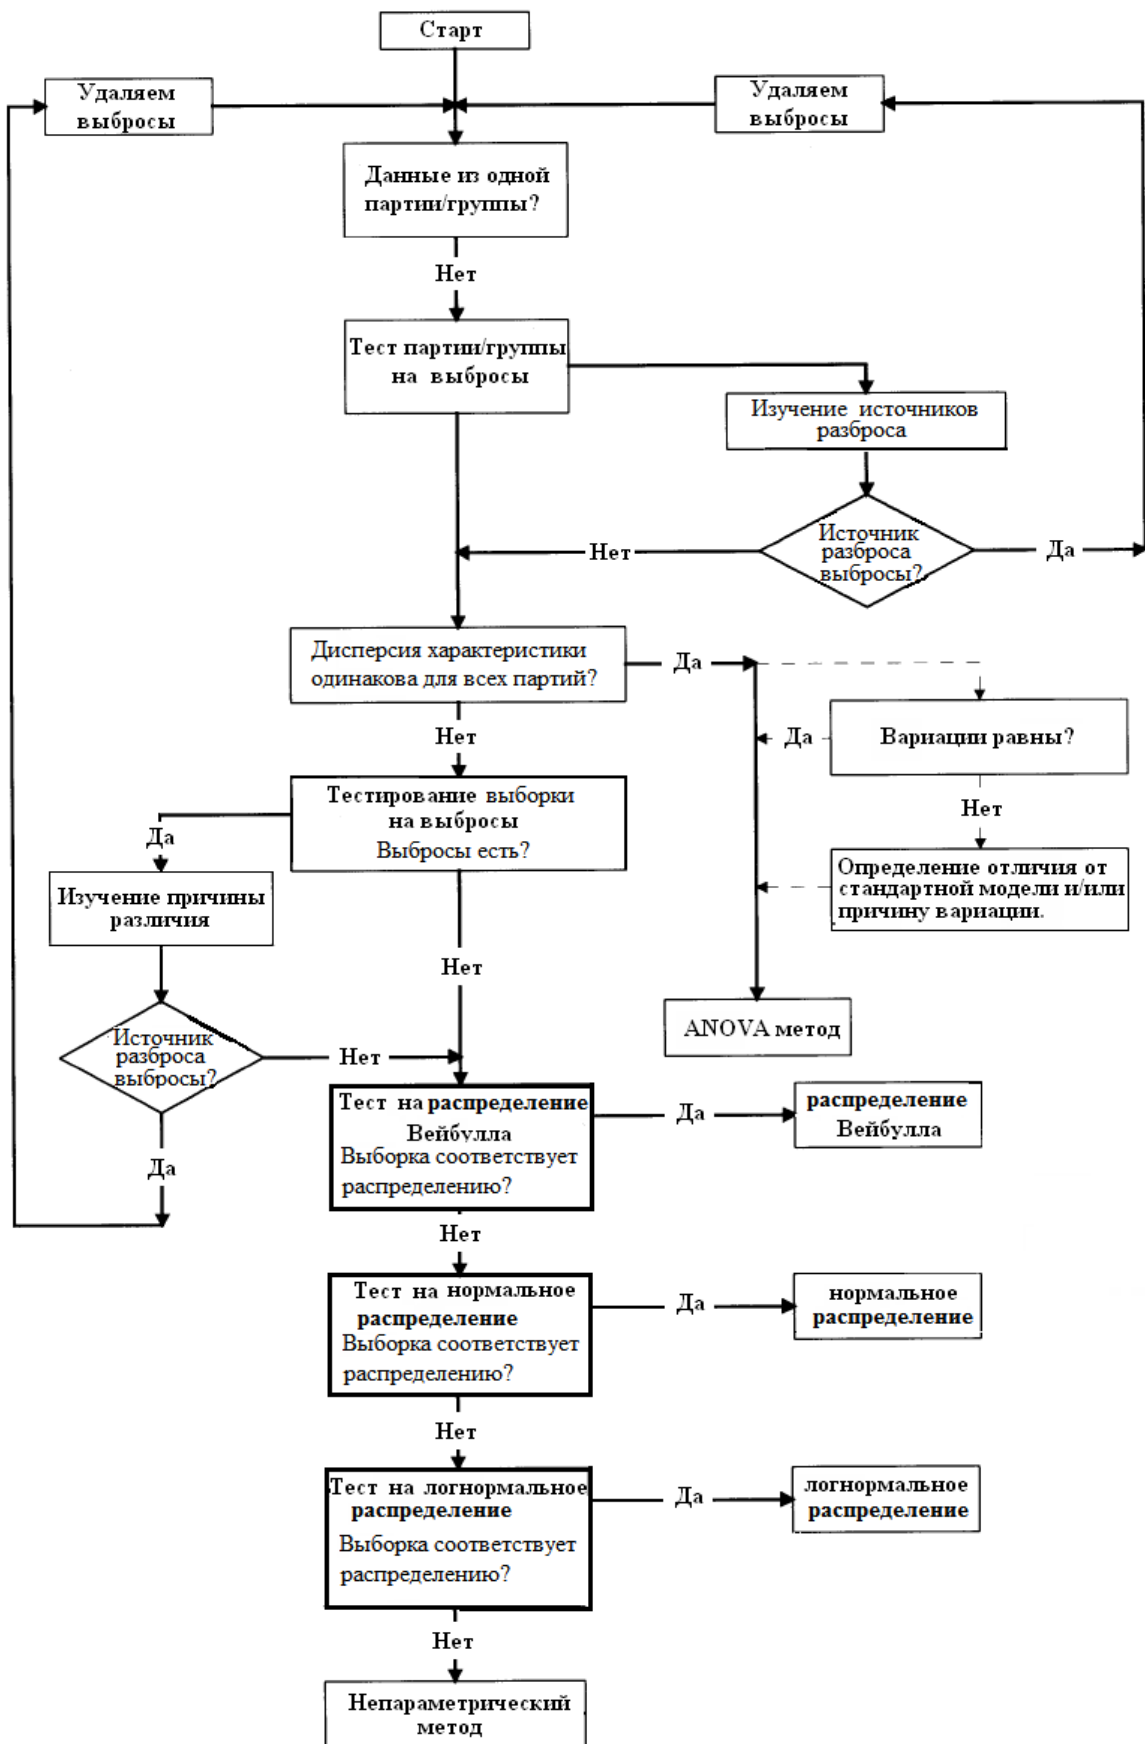 Старт
Удаляем
выбросы
Удаляем
выбросы
Данные из одной
партии/группы?
Нет
Тест партии/группы
на выбросы
Изучение источников
разброса
Источник
разброса
выбросы?
Нет
Да
Дисперсия характеристики
одинакова для всех партий?
Да
Нет
Вариации равны?
Да
Нет
Тестирование выборки
на выбросы
Выбросы есть?
Да
Определение отличия от
стандартной модели и/или
причину вариации.
Изучение причины
различия
Нет
ANOVA метод
Источник
разброса
выбросы?
Нет
Да
Тест на распределение
Вейбулла
Выборка соответствует
распределению?
Да
распределение
Вейбулла
Нет
Тест на нормальное
распределение
Выборка соответствует
распределению?
Да
нормальное
распределение
Нет
Тест на логнормальное
распределение
Выборка соответствует
распределению?
Да
логнормальное
распределение
Нет
Непараметрический
метод